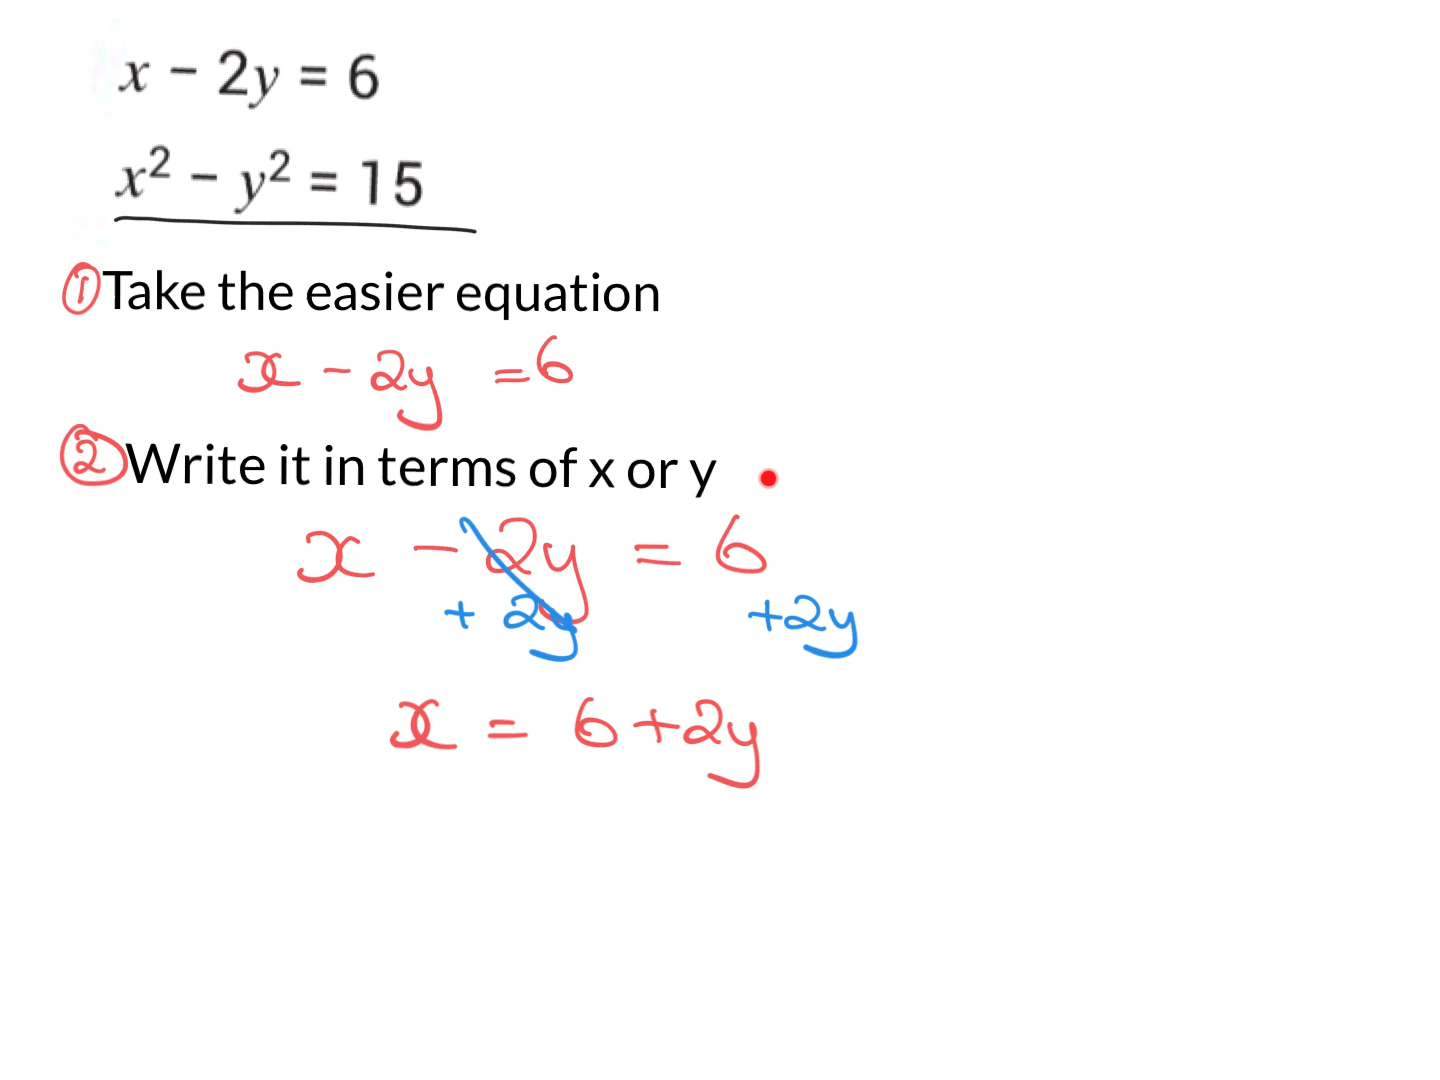 x − 2y = 6
x² − y² = 15
① Take the easier equation
x − 2y = 6
② Write it in terms of x or y
x − 2y = 6
+ 2y +2y
x = 6 + 2y